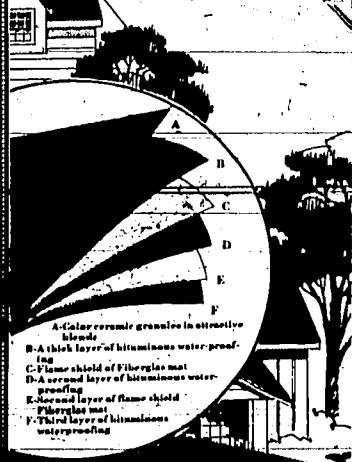 A
B
C
D
E
F
A-Color ceramic granules in attractive
blends
B-A thick layer of bituminous water-proof-
ing
C-Flame shield of Fiberglas mat
D-A second layer of bituminous water-
proofing
E-Second layer of flame shield
Fiberglas mat
F-Third layer of bituminous
waterproofing